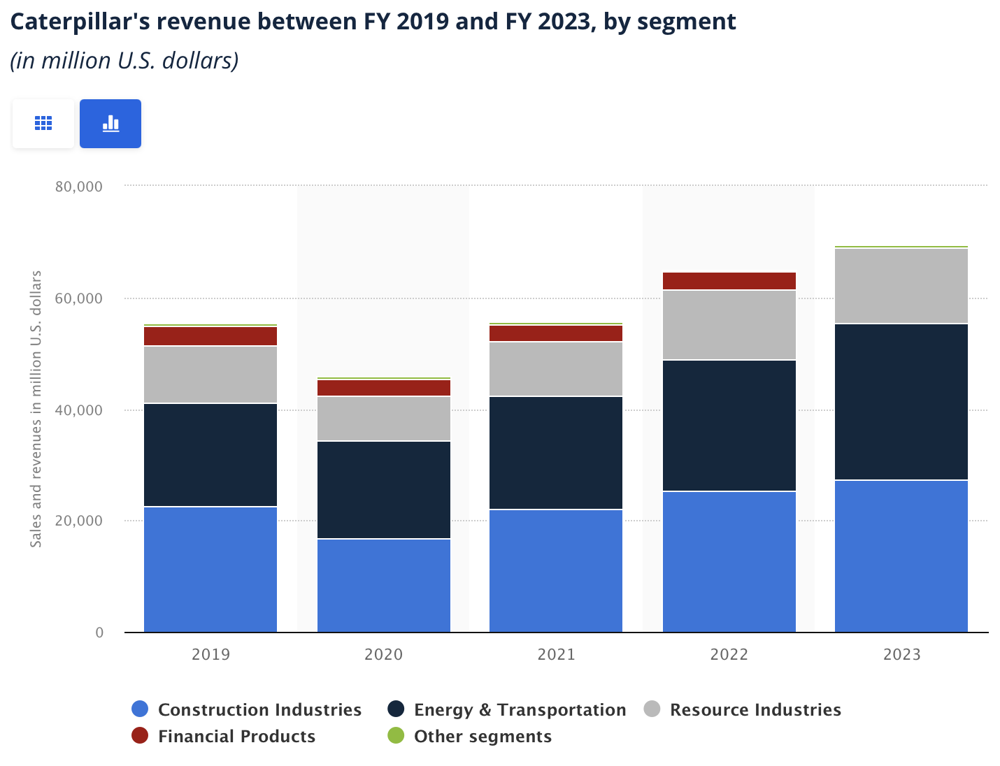 Caterpillar's revenue between FY 2019 and FY 2023, by segment
(in million U.S. dollars)
Sales and revenues in million U.S. dollars
80,000
60,000
40,000
20,000
0
2019 2020 2021 2022 2023
Construction Industries Energy & Transportation Resource Industries
Financial Products Other segments